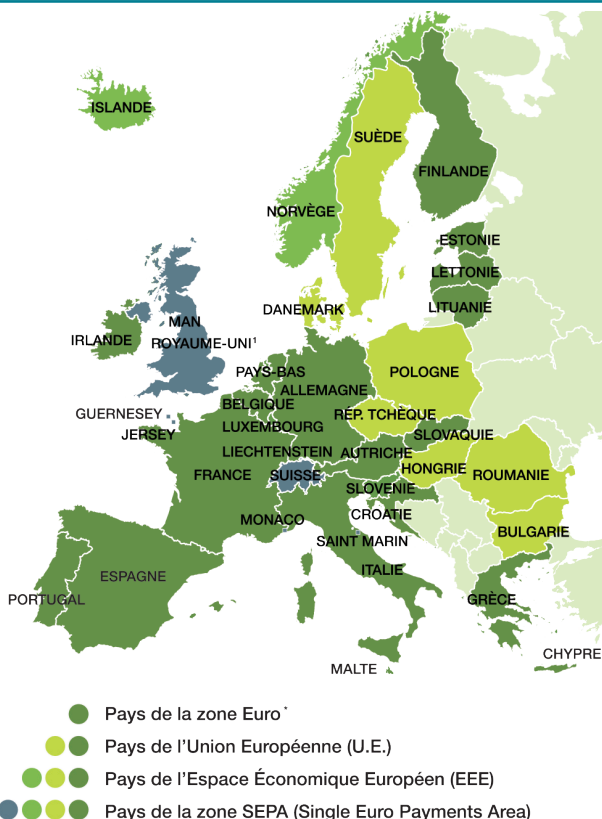 ISLANDE
SUÈDE
FINLANDE
NORVÈGE
ESTONIE
LETTONIE
DANEMARK
LITUANIE
MAN
IRLANDE
ROYAUME-UNI¹
PAYS-BAS
POLOGNE
ALLEMAGNE
BELGIQUE
GUERNESEY
RÉP. TCHÈQUE
LUXEMBOURG
JERSEY
SLOVAQUIE
LIECHTENSTEIN
AUTRICHE
HONGRIE
FRANCE
SUISSE
ROUMANIE
SLOVENIE
CROATIE
MONACO
BULGARIE
SAINT MARIN
ESPAGNE
ITALIE
PORTUGAL
GRÈCE
CHYPRE
MALTE
Pays de la zone Euro*
Pays de l'Union Européenne (U.E.)
Pays de l'Espace Économique Européen (EEE)
Pays de la zone SEPA (Single Euro Payments Area)